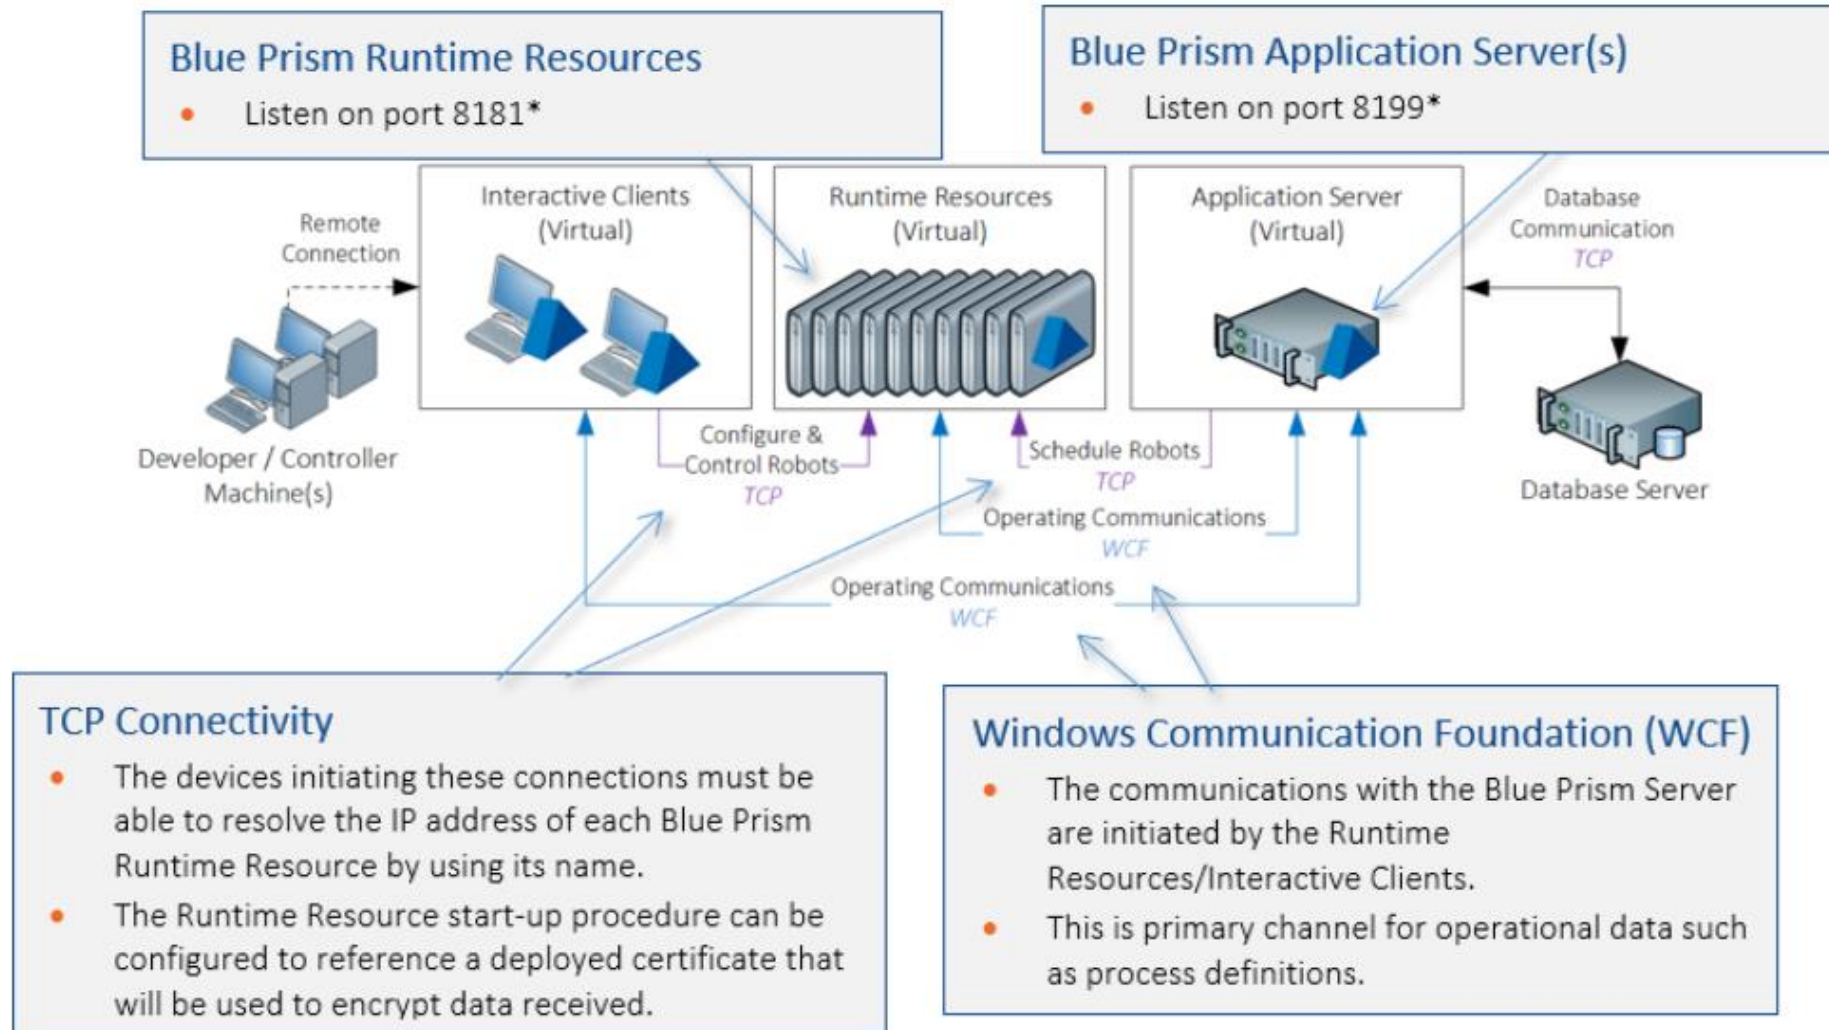 Blue Prism Runtime Resources
• Listen on port 8181*
Blue Prism Application Server(s)
• Listen on port 8199*
Remote
Connection
Interactive Clients
(Virtual)
Runtime Resources
(Virtual)
Application Server
(Virtual)
Database
Communication
TCP
Developer / Controller
Machine(s)
Configure &
Control Robots
TCP
Schedule Robots
TCP
Database Server
Operating Communications
WCF
Operating Communications
WCF
TCP Connectivity
• The devices initiating these connections must be
able to resolve the IP address of each Blue Prism
Runtime Resource by using its name.
• The Runtime Resource start-up procedure can be
configured to reference a deployed certificate that
will be used to encrypt data received.
Windows Communication Foundation (WCF)
• The communications with the Blue Prism Server
are initiated by the Runtime
Resources/Interactive Clients.
• This is primary channel for operational data such
as process definitions.